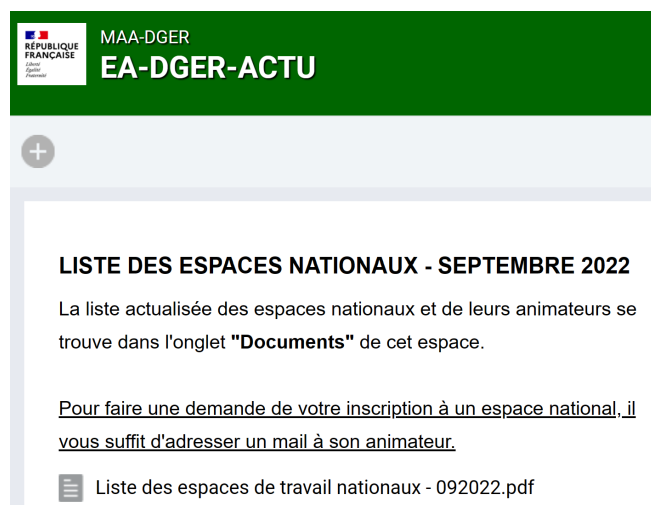 RÉPUBLIQUE
FRANÇAISE
Liberté
Égalité
Fraternité
MAA-DGER
EA-DGER-ACTU
LISTE DES ESPACES NATIONAUX - SEPTEMBRE 2022
La liste actualisée des espaces nationaux et de leurs animateurs se
trouve dans l'onglet "Documents" de cet espace.
Pour faire une demande de votre inscription à un espace national, il
vous suffit d'adresser un mail à son animateur.
Liste des espaces de travail nationaux - 092022.pdf